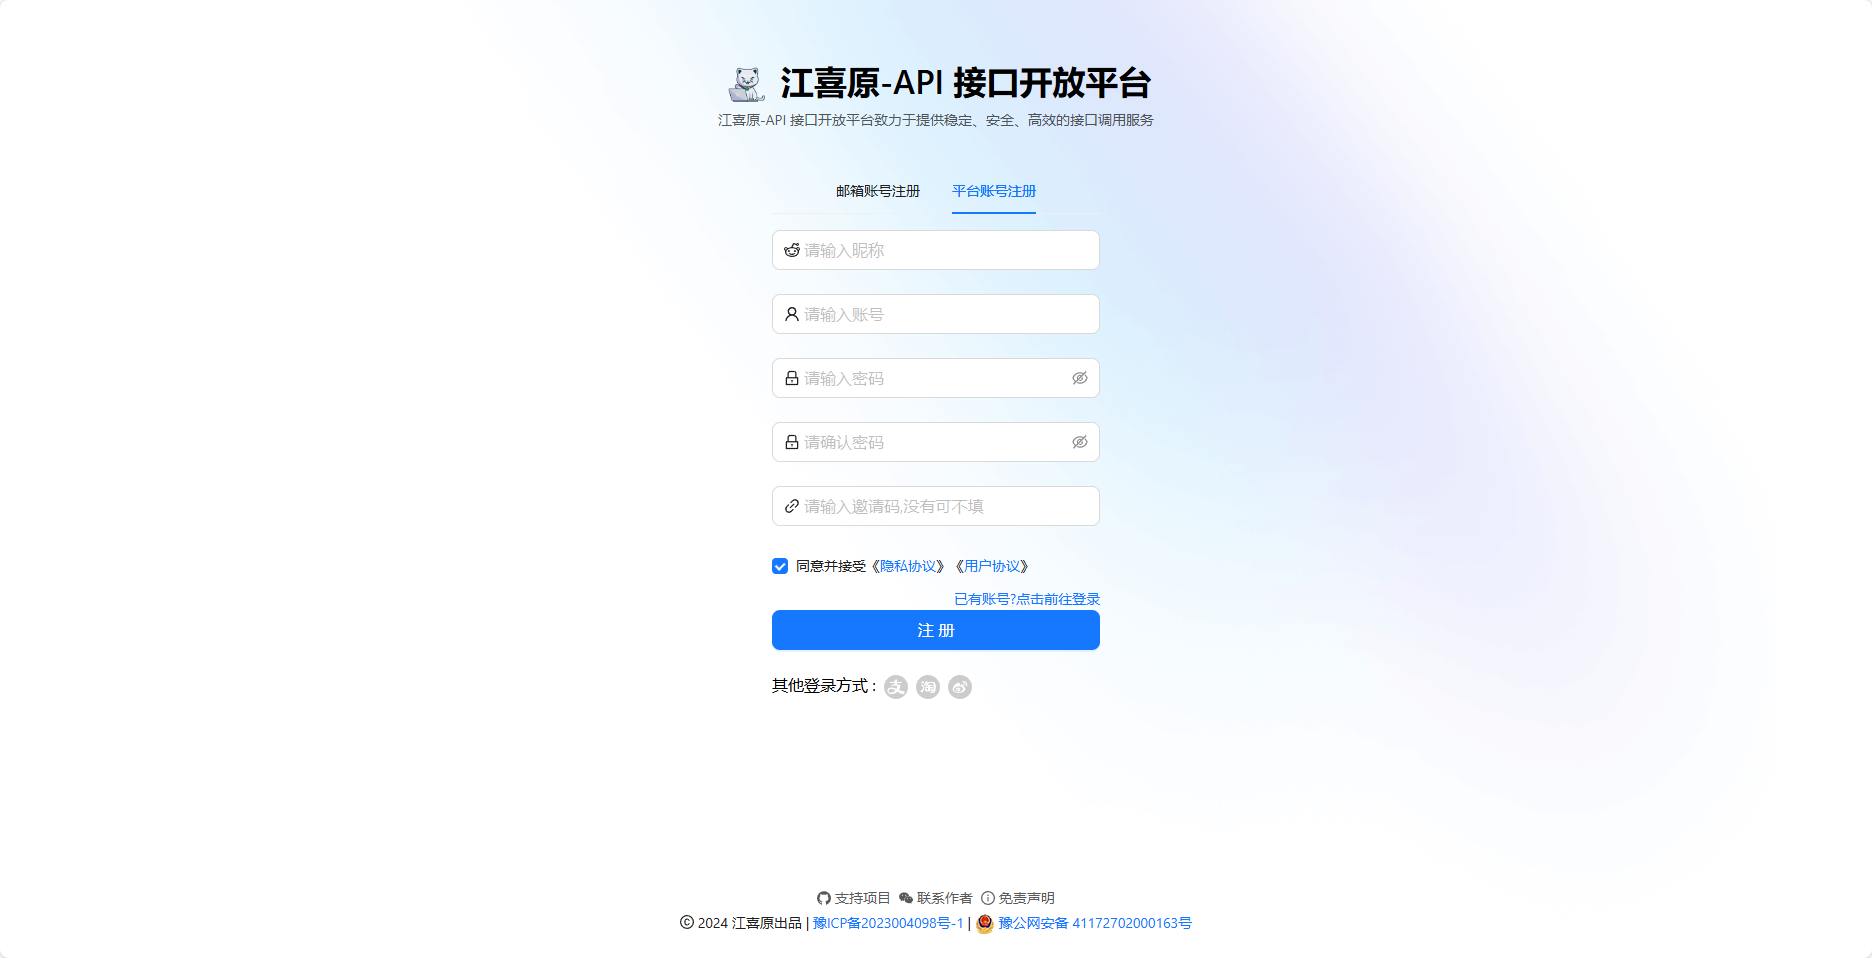 江喜原-API 接口开放平台
江喜原-API 接口开放平台致力于提供稳定、安全、高效的接口调用服务
邮箱账号注册 平台账号注册
请输入昵称
请输入账号
请输入密码
请确认密码
请输入邀请码,没有可不填
同意并接受《隐私协议》《用户协议》
已有账号?点击前往登录
注 册
其他登录方式 : 支 淘
支持项目 联系作者 免责声明
© 2024 江喜原出品 | 豫ICP备2023004098号-1 | 豫公网安备 41172702000163号